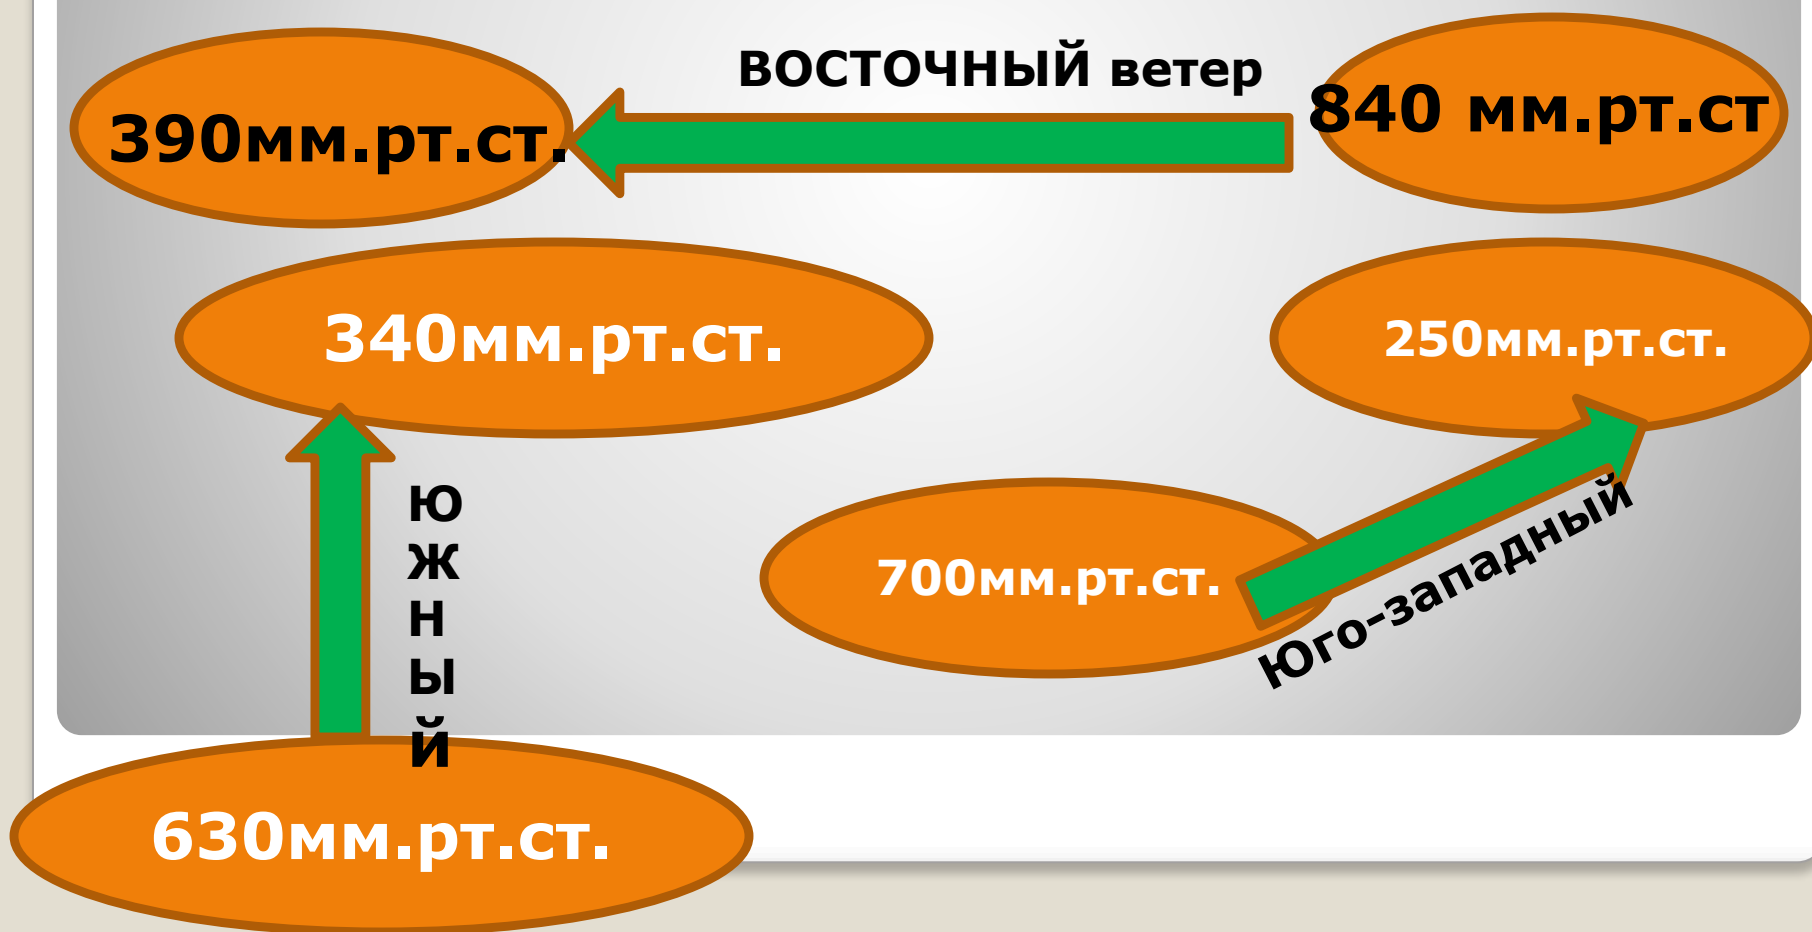 ВОСТОЧНЫЙ ветер
390мм.рт.ст.
840 мм.рт.ст
340мм.рт.ст.
250мм.рт.ст.
Ю
Ж
Н
Ы
й
700мм.рт.ст.
Юго-западный
630мм.рт.ст.